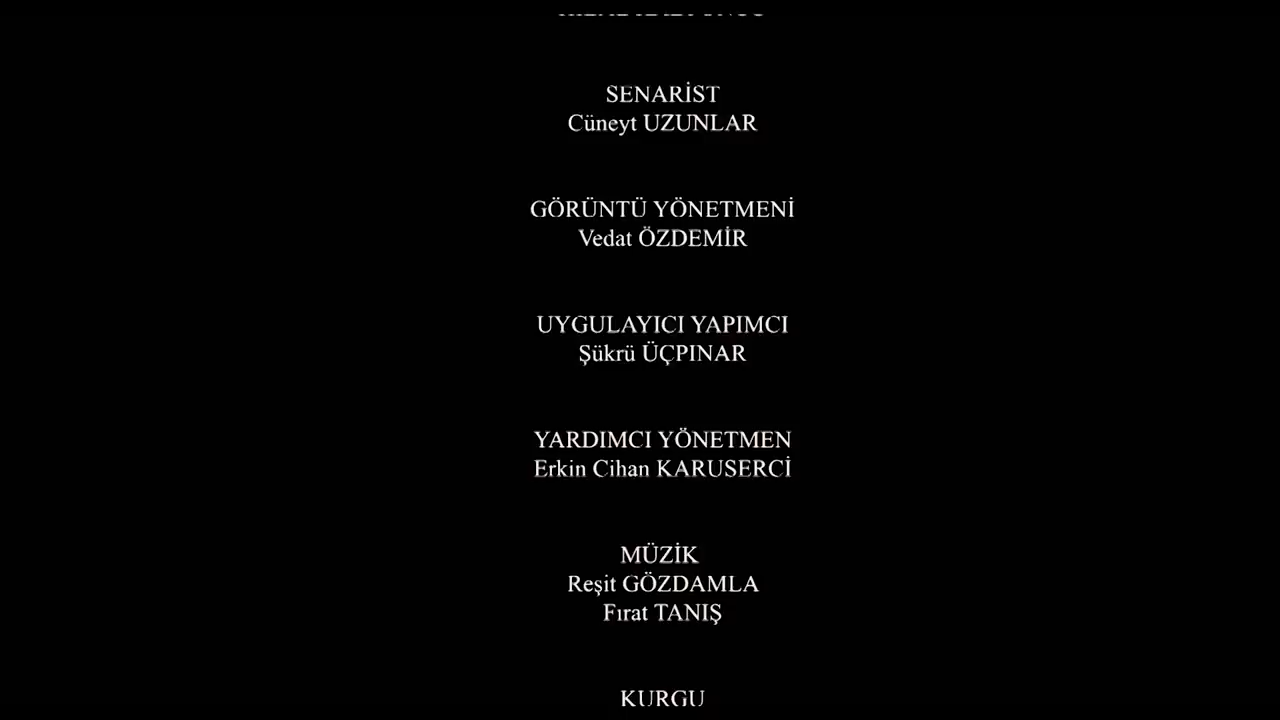 SENARİST
Cüneyt UZUNLAR
GÖRÜNTÜ YÖNETMENİ
Vedat ÖZDEMİR
UYGULAYICI YAPIMCI
Şükrü ÜÇPINAR
YARDIMCI YÖNETMEN
Erkin Cihan KARUSERCİ
MÜZİK
Reşit GÖZDAMLA
Fırat TANIŞ
KURGU